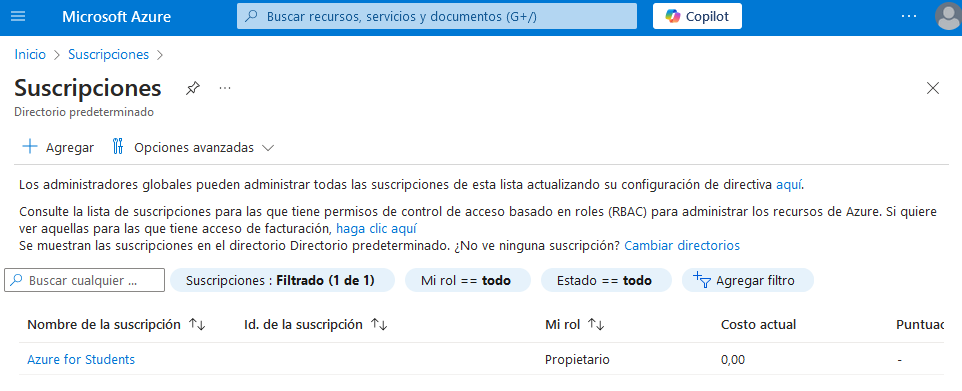 Microsoft Azure
Buscar recursos, servicios y documentos (G+/)
Copilot
Inicio > Suscripciones >
Suscripciones
Directorio predeterminado
Agregar
Opciones avanzadas
Los administradores globales pueden administrar todas las suscripciones de esta lista actualizando su configuración de directiva aquí.
Consulte la lista de suscripciones para las que tiene permisos de control de acceso basado en roles (RBAC) para administrar los recursos de Azure. Si quiere
ver aquellas para las que tiene acceso de facturación, haga clic aquí
Se muestran las suscripciones en el directorio Directorio predeterminado. ¿No ve ninguna suscripción? Cambiar directorios
Buscar cualquier ...
Suscripciones : Filtrado (1 de 1)
Mi rol == todo
Estado == todo
Agregar filtro
Nombre de la suscripción
Id. de la suscripción
Mi rol
Costo actual
Puntuac
Azure for Students
Propietario
0,00
-